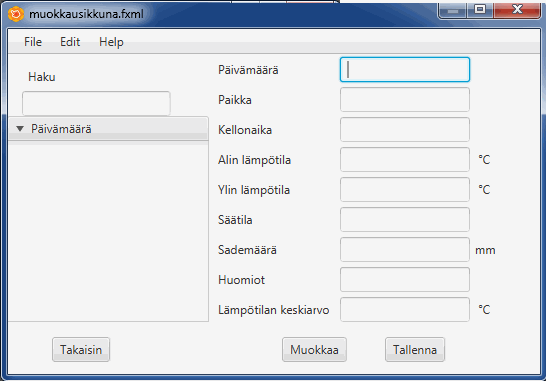 muokkausikkuna.fxml
File Edit Help
Haku
Päivämäärä
Päivämäärä
Paikka
Kellonaika
Alin lämpötila °C
Ylin lämpötila °C
Säätila
Sademäärä mm
Huomiot
Lämpötilan keskiarvo °C
Takaisin Muokkaa Tallenna